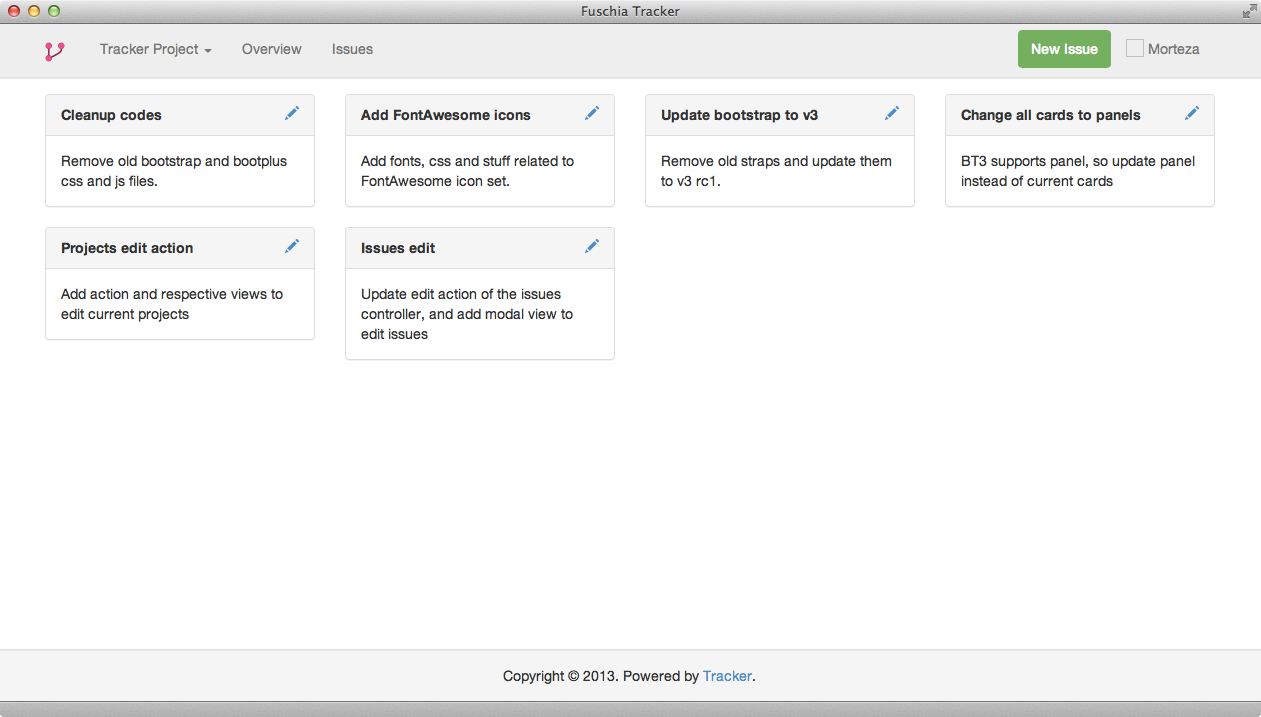 Fuschia Tracker
Tracker Project
Overview
Issues
New Issue
Morteza
Cleanup codes
Remove old bootstrap and bootplus
css and js files.
Add FontAwesome icons
Add fonts, css and stuff related to
FontAwesome icon set.
Update bootstrap to v3
Remove old straps and update them
to v3 rc1.
Change all cards to panels
BT3 supports panel, so update panel
instead of current cards
Projects edit action
Add action and respective views to
edit current projects
Issues edit
Update edit action of the issues
controller, and add modal view to
edit issues
Copyright © 2013. Powered by Tracker.